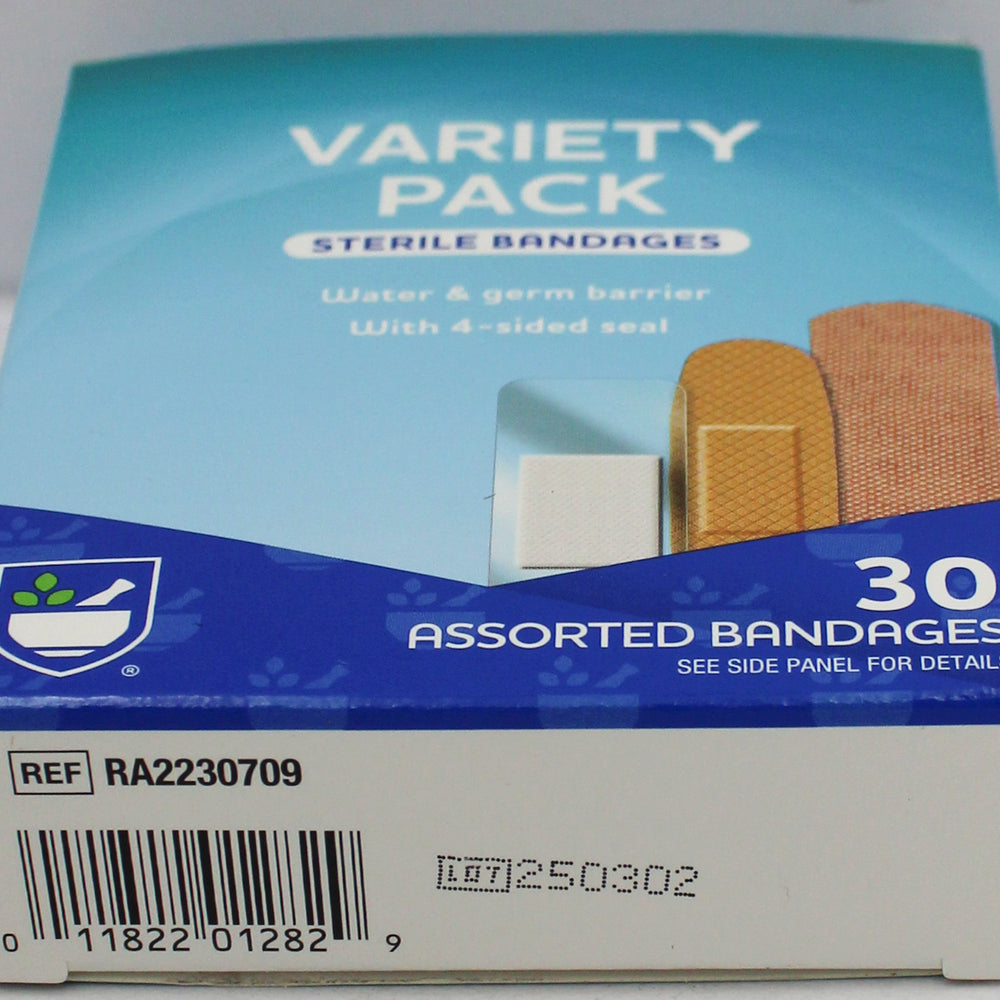 VARIETY
PACK
STERILE BANDAGES
Water & germ barrier
With 4-sided seal
30
ASSORTED BANDAGES
SEE SIDE PANEL FOR DETAIL
®
REF RA2230709
LOT 250302
0 11822 01282 9